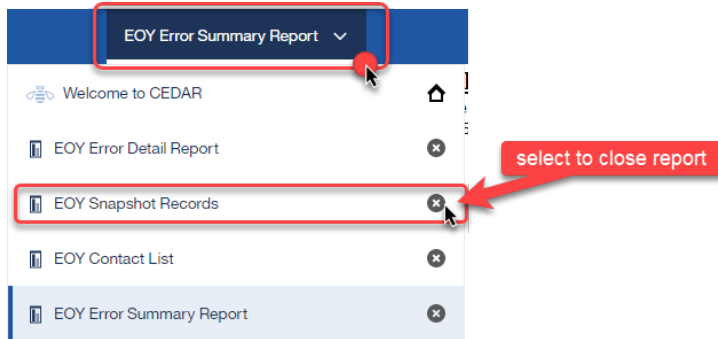 EOY Error Summary Report
Welcome to CEDAR
EOY Error Detail Report
select to close report
EOY Snapshot Records
EOY Contact List
EOY Error Summary Report